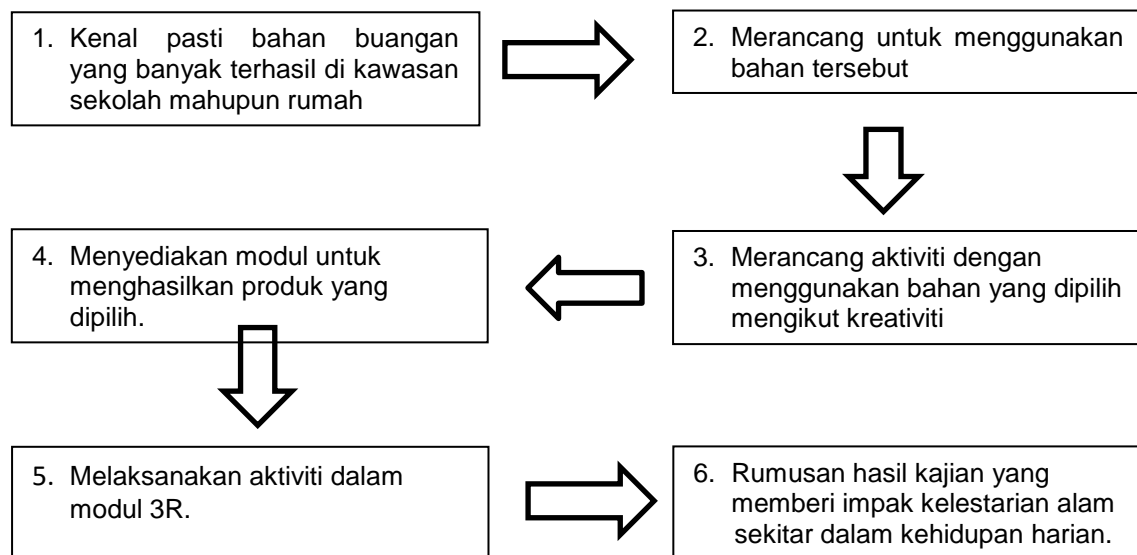 1. Kenal pasti bahan buangan
yang banyak terhasil di kawasan
sekolah mahupun rumah
2. Merancang untuk menggunakan
bahan tersebut
3. Merancang aktiviti dengan
menggunakan bahan yang dipilih
mengikut kreativiti
4. Menyediakan modul untuk
menghasilkan produk yang
dipilih.
5. Melaksanakan aktiviti dalam
modul 3R.
6. Rumusan hasil kajian yang
memberi impak kelestarian alam
sekitar dalam kehidupan harian.